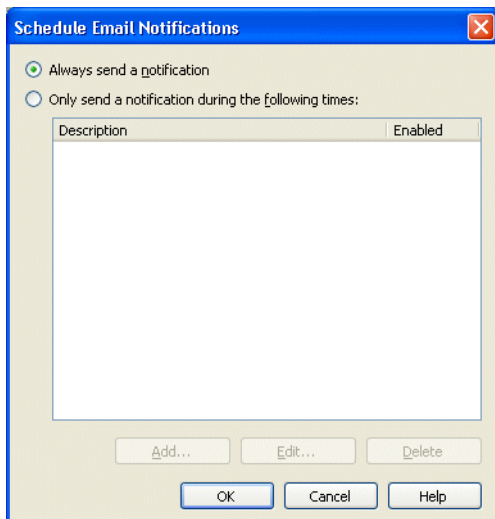 Schedule Email Notifications
Always send a notification
Only send a notification during the following times:
Description Enabled
Add... Edit... Delete
OK Cancel Help